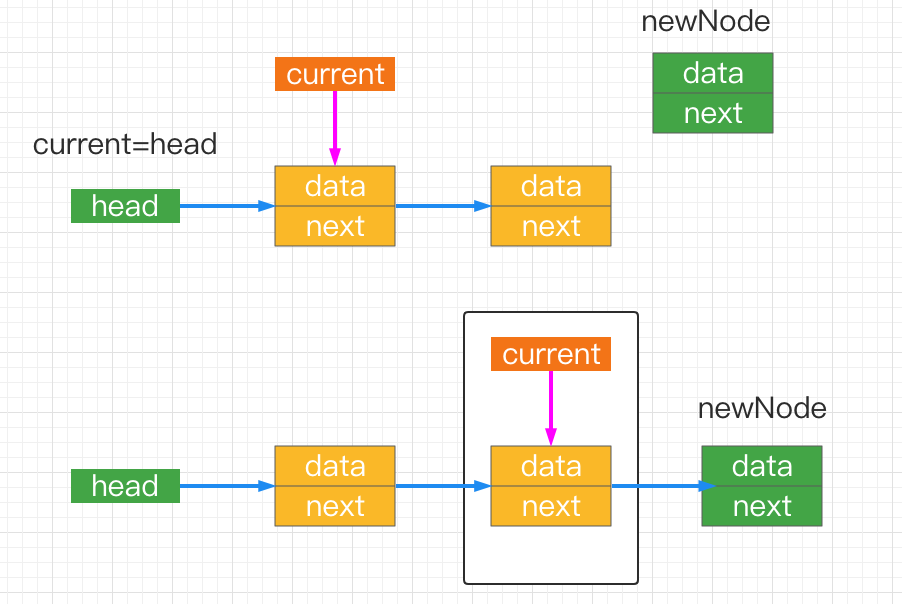 newNode
data
next
current
current=head
head
data
next
data
next
current
newNode
head
data
next
data
next
data
next